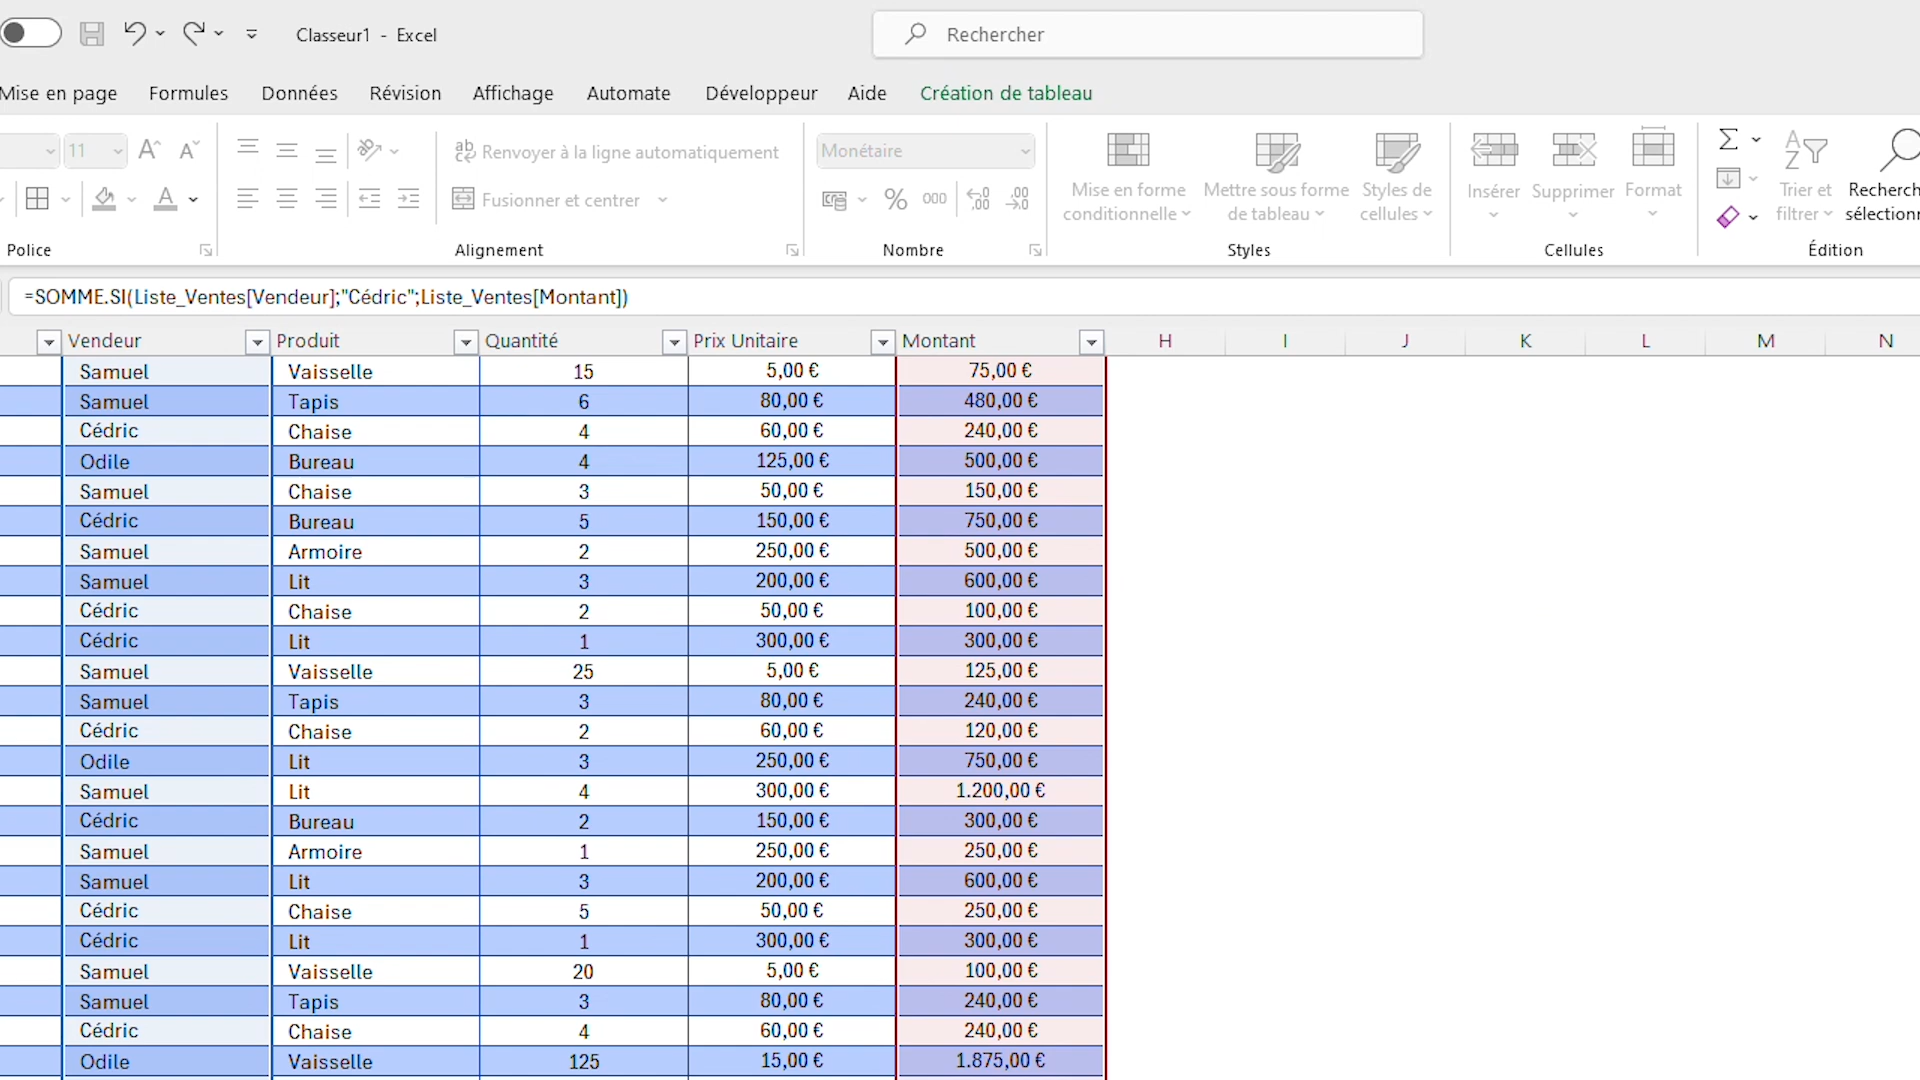 Classeur1 - Excel
Rechercher
Mise en page Formules Données Révision Affichage Automate Développeur Aide Création de tableau
11 A A ab Renvoyer à la ligne automatiquement Monétaire
Mise en forme conditionnelle
Mettre sous forme de tableau
Styles de cellules
Insérer Supprimer Format
Trier et filtrer
A Fusionner et centrer % 000
Police Alignement Nombre Styles Cellules Édition
=SOMME.SI(Liste_Ventes[Vendeur];"Cédric";Liste_Ventes[Montant])
Vendeur Produit Quantité Prix Unitaire Montant H I J K L M N
Samuel Vaisselle 15 5,00 € 75,00 €
Samuel Tapis 6 80,00 € 480,00 €
Cédric Chaise 4 60,00 € 240,00 €
Odile Bureau 4 125,00 € 500,00 €
Samuel Chaise 3 50,00 € 150,00 €
Cédric Bureau 5 150,00 € 750,00 €
Samuel Armoire 2 250,00 € 500,00 €
Samuel Lit 3 200,00 € 600,00 €
Cédric Chaise 2 50,00 € 100,00 €
Cédric Lit 1 300,00 € 300,00 €
Samuel Vaisselle 25 5,00 € 125,00 €
Samuel Tapis 3 80,00 € 240,00 €
Cédric Chaise 2 60,00 € 120,00 €
Odile Lit 3 250,00 € 750,00 €
Samuel Lit 4 300,00 € 1.200,00 €
Cédric Bureau 2 150,00 € 300,00 €
Samuel Armoire 1 250,00 € 250,00 €
Samuel Lit 3 200,00 € 600,00 €
Cédric Chaise 5 50,00 € 250,00 €
Cédric Lit 1 300,00 € 300,00 €
Samuel Vaisselle 20 5,00 € 100,00 €
Samuel Tapis 3 80,00 € 240,00 €
Cédric Chaise 4 60,00 € 240,00 €
Odile Vaisselle 125 15,00 € 1.875,00 €